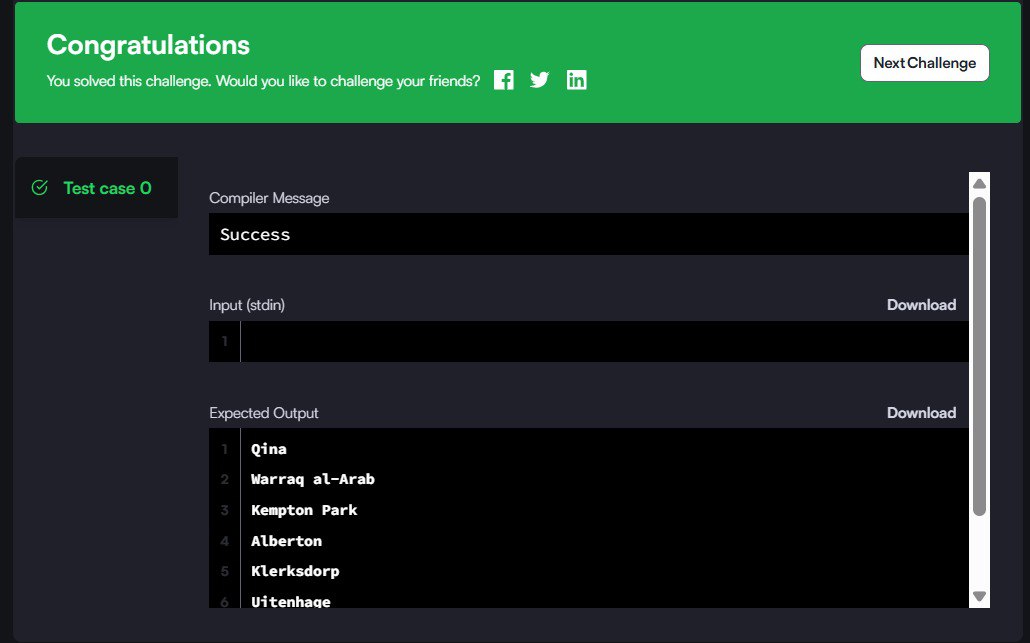 Congratulations
You solved this challenge. Would you like to challenge your friends?
Next Challenge
Test case 0
Compiler Message
Success
Input (stdin)
Download
1
Expected Output
Download
1 Qina
2 Warraq al-Arab
3 Kempton Park
4 Alberton
5 Klerksdorp
6 Uitenhage